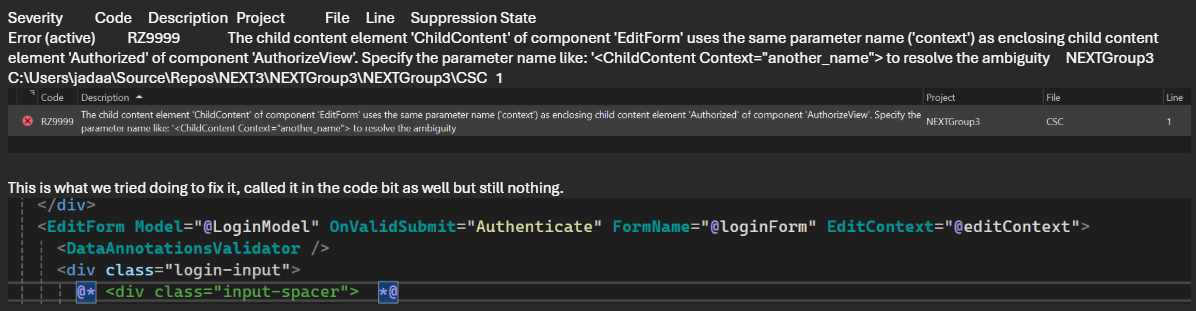 Severity Code Description Project File Line Suppression State
Error (active) RZ9999 The child content element 'ChildContent' of component 'EditForm' uses the same parameter name ('context') as enclosing child content
element 'Authorized' of component 'AuthorizeView'. Specify the parameter name like: '<ChildContent Context="another_name"> to resolve the ambiguity NEXTGroup3
C:\Users\jadaa\Source\Repos\NEXT3\NEXTGroup3\NEXTGroup3\CSC 1
Code Description Project File Line
RZ9999 The child content element 'ChildContent' of component 'EditForm' uses the same parameter name ('context') as enclosing child content element 'Authorized' of component 'AuthorizeView'. Specify the NEXTGroup3 CSC 1
parameter name like: '<ChildContent Context="another_name"> to resolve the ambiguity
This is what we tried doing to fix it, called it in the code bit as well but still nothing.
</div>
<EditForm Model="@LoginModel" OnValidSubmit="Authenticate" FormName="@loginForm" EditContext="@editContext">
<DataAnnotationsValidator />
<div class="login-input">
@* <div class="input-spacer"> *@